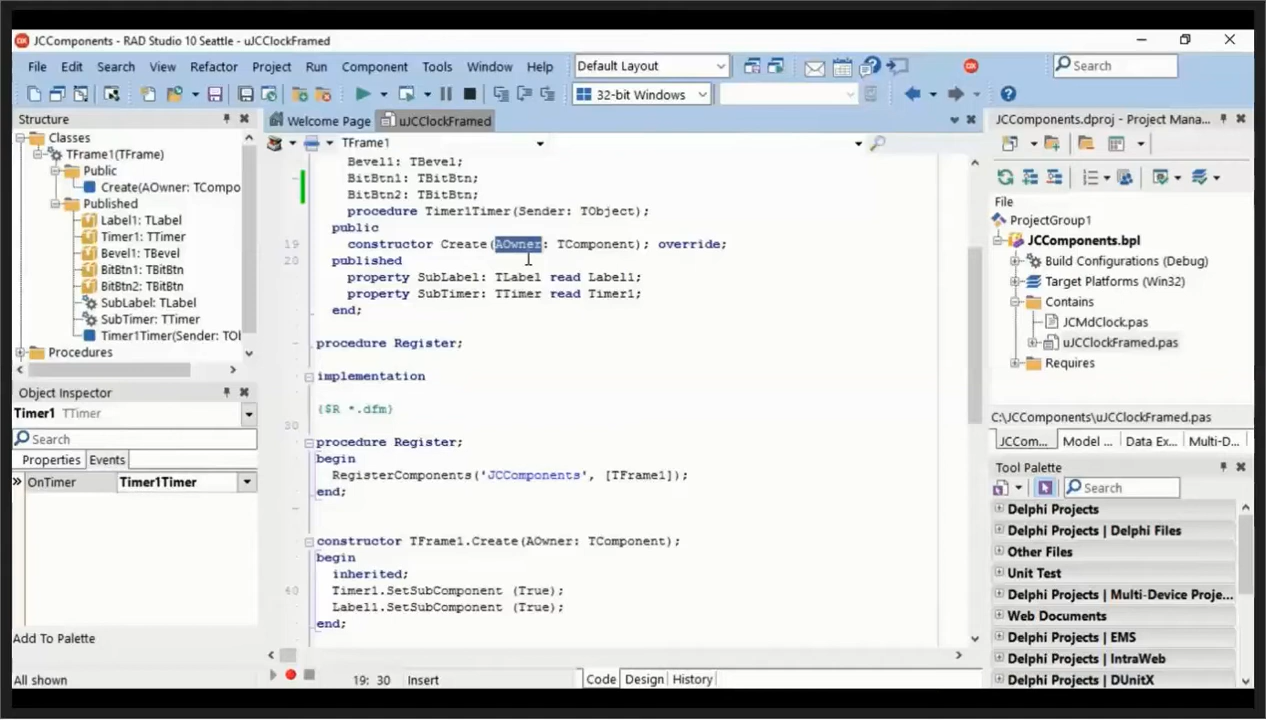 JCComponents - RAD Studio 10 Seattle - uJCClockFramed
File Edit Search View Refactor Project Run Component Tools Window Help
Default Layout
Search
32-bit Windows
Structure
Classes
TFrame1(TFrame)
Public
Create(AOwner: TCompo
Published
Label1: TLabel
Timer1: TTimer
Bevel1: TBevel
BitBtn1: TBitBtn
BitBtn2: TBitBtn
SubLabel: TLabel
SubTimer: TTimer
Timer1Timer(Sender: TO
Procedures
Object Inspector
Timer1 TTimer
Search
Properties Events
OnTimer Timer1Timer
Add To Palette
All shown
Welcome Page uJCClockFramed
TFrame1
Bevel1: TBevel;
BitBtn1: TBitBtn;
BitBtn2: TBitBtn;
procedure Timer1Timer(Sender: TObject);
public
19 constructor Create(AOwner: TComponent); override;
20 published
property SubLabel: TLabel read Label1;
property SubTimer: TTimer read Timer1;
end;
procedure Register;
implementation
{$R *.dfm}
30
procedure Register;
begin
RegisterComponents('JCComponents', [TFrame1]);
end;
constructor TFrame1.Create(AOwner: TComponent);
begin
inherited;
40 Timer1.SetSubComponent (True);
Label1.SetSubComponent (True);
end;
19: 30 Insert Code Design History
JCComponents.dproj - Project Mana...
File
ProjectGroup1
JCComponents.bpl
Build Configurations (Debug)
Target Platforms (Win32)
Contains
JCMdClock.pas
uJCClockFramed.pas
Requires
C:\JCComponents\uJCClockFramed.pas
JCCom... Model ... Data Ex... Multi-D...
Tool Palette
Search
Delphi Projects
Delphi Projects | Delphi Files
Other Files
Unit Test
Delphi Projects | Multi-Device Proje...
Web Documents
Delphi Projects | EMS
Delphi Projects | IntraWeb
Delphi Projects | DUnitX